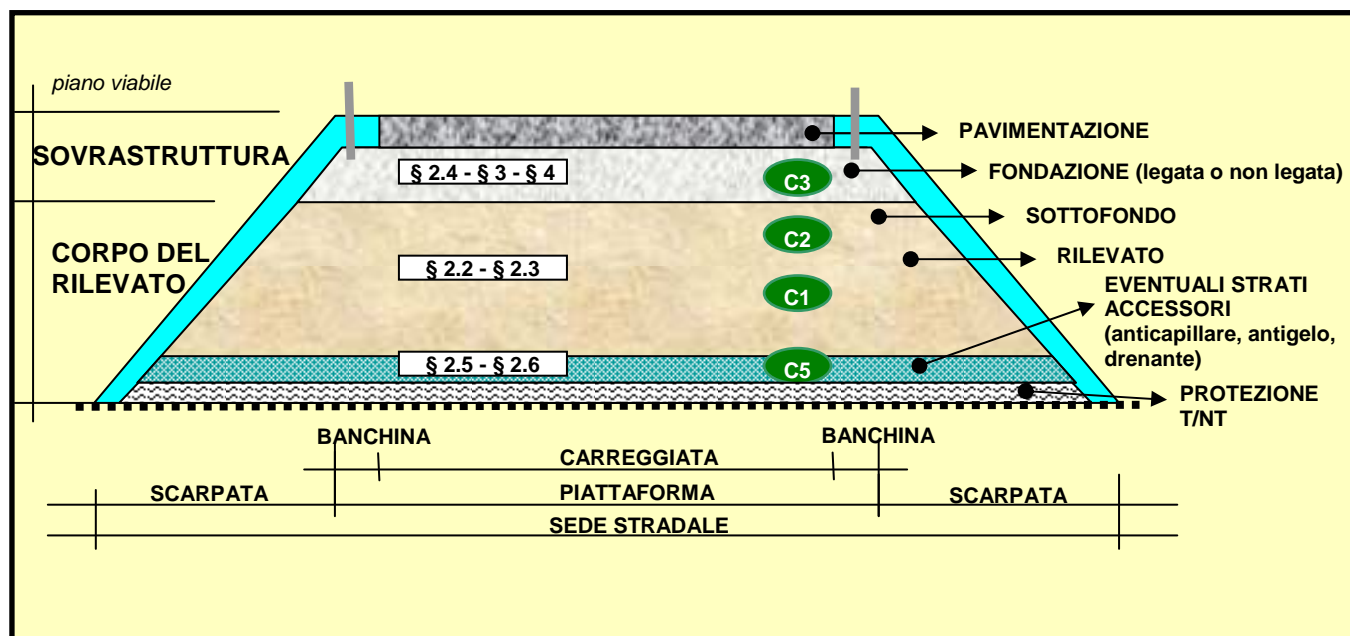 piano viabile
SOVRASTRUTTURA
CORPO DEL
RILEVATO
§ 2.4 - § 3 - § 4
C3
C2
§ 2.2 - § 2.3
C1
§ 2.5 - § 2.6
C5
PAVIMENTAZIONE
FONDAZIONE (legata o non legata)
SOTTOFONDO
RILEVATO
EVENTUALI STRATI
ACCESSORI
(anticapillare, antigelo,
drenante)
PROTEZIONE
T/NT
BANCHINA
BANCHINA
CARREGGIATA
SCARPATA
PIATTAFORMA
SCARPATA
SEDE STRADALE